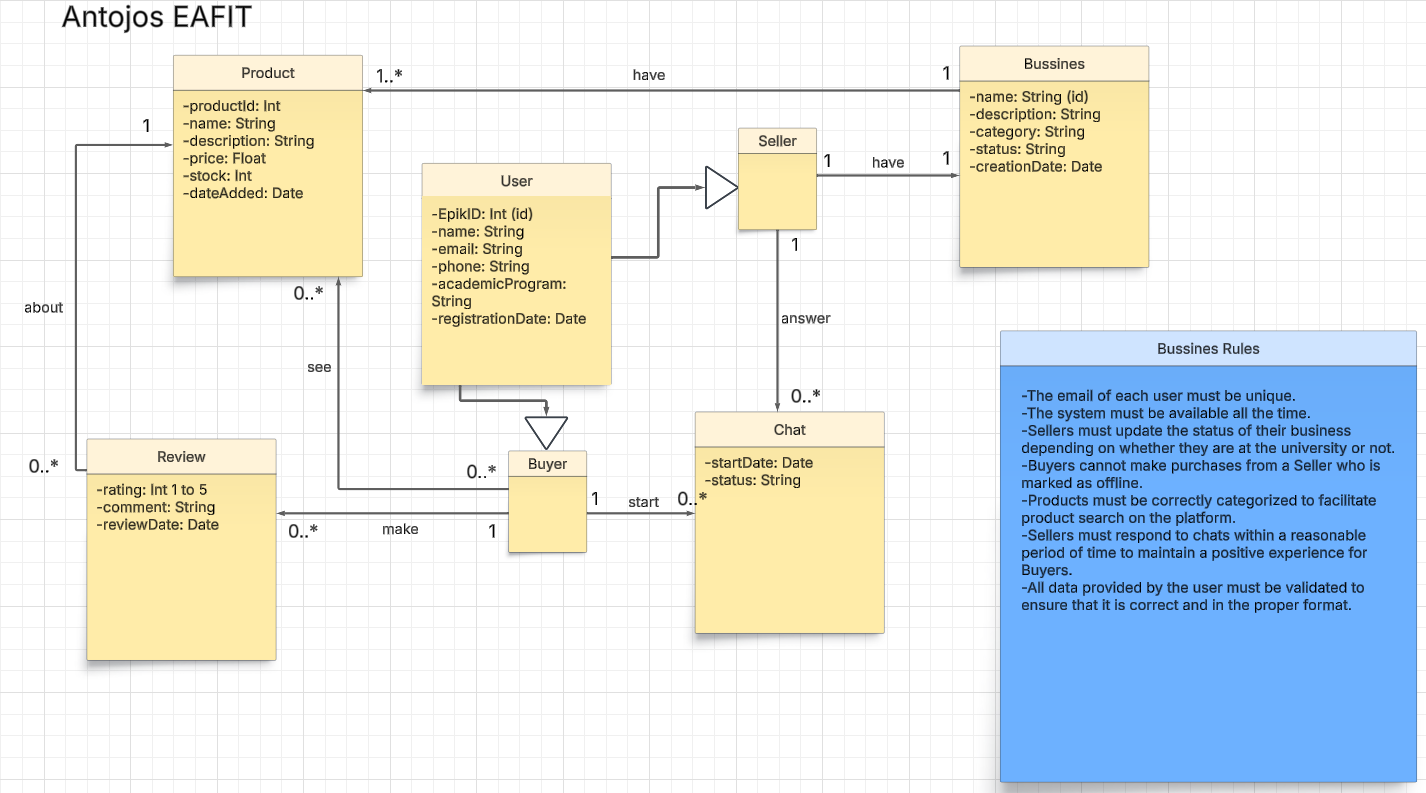 Antojos EAFIT
Product
-productId: Int
-name: String
-description: String
-price: Float
-stock: Int
-dateAdded: Date
1..*
have
1
Bussines
-name: String (id)
-description: String
-category: String
-status: String
-creationDate: Date
1
about
0..*
User
-EpikID: Int (id)
-name: String
-email: String
-phone: String
-academicProgram:
String
-registrationDate: Date
Seller
1
have
1
1
answer
0..*
0..*
see
0..*
Review
-rating: Int 1 to 5
-comment: String
-reviewDate: Date
0..*
make
1
Buyer
1
start
0..*
Chat
-startDate: Date
-status: String
Bussines Rules
-The email of each user must be unique.
-The system must be available all the time.
-Sellers must update the status of their business
depending on whether they are at the university or not.
-Buyers cannot make purchases from a Seller who is
marked as offline.
-Products must be correctly categorized to facilitate
product search on the platform.
-Sellers must respond to chats within a reasonable
period of time to maintain a positive experience for
Buyers.
-All data provided by the user must be validated to
ensure that it is correct and in the proper format.